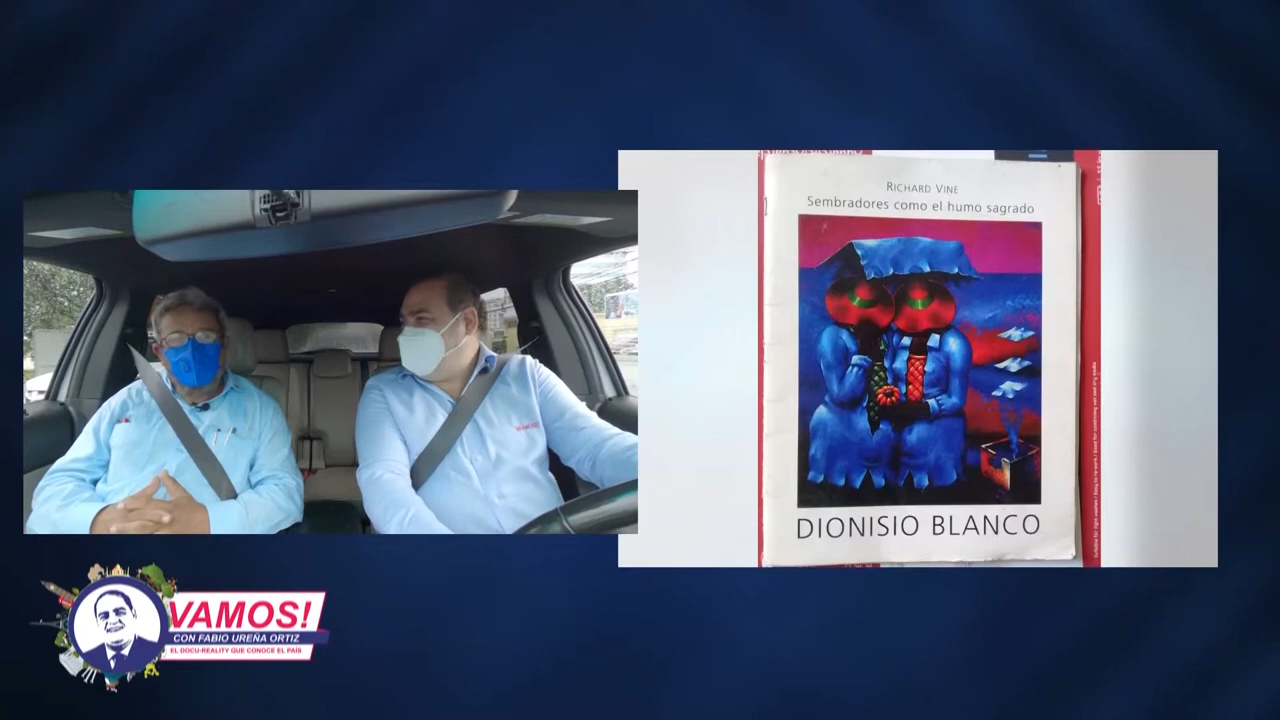 RICHARD VINE
Sembradores como el humo sagrado
DIONISIO BLANCO
VAMOS!
CON FABIO UREÑA ORTIZ
EL DOCU-REALITY QUE CONOCE EL PAÍS